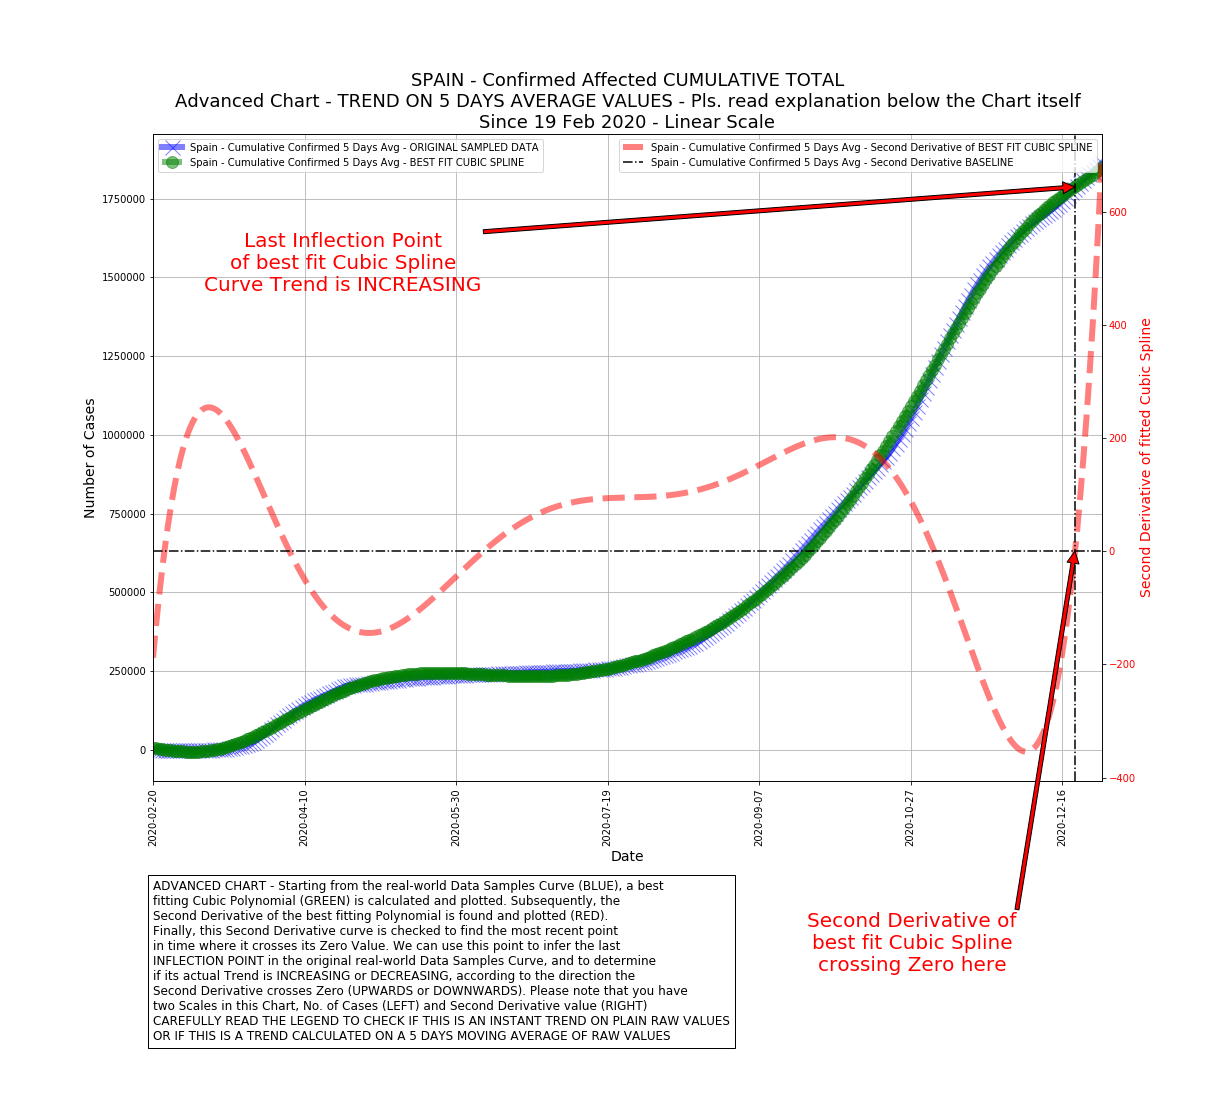 SPAIN - Confirmed Affected CUMULATIVE TOTAL
Advanced Chart - TREND ON 5 DAYS AVERAGE VALUES - Pls. read explanation below the Chart itself
Since 19 Feb 2020 - Linear Scale
Spain - Cumulative Confirmed 5 Days Avg - ORIGINAL SAMPLED DATA
Spain - Cumulative Confirmed 5 Days Avg - BEST FIT CUBIC SPLINE
Spain - Cumulative Confirmed 5 Days Avg - Second Derivative of BEST FIT CUBIC SPLINE
Spain - Cumulative Confirmed 5 Days Avg - Second Derivative BASELINE
Last Inflection Point
of best fit Cubic Spline
Curve Trend is INCREASING
Number of Cases
1750000
1500000
1250000
1000000
750000
500000
250000
0
600
400
200
0
−200
−400
Second Derivative of fitted Cubic Spline
2020-02-20
2020-04-10
2020-05-30
2020-07-19
2020-09-07
2020-10-27
2020-12-16
Date
ADVANCED CHART - Starting from the real-world Data Samples Curve (BLUE), a best
fitting Cubic Polynomial (GREEN) is calculated and plotted. Subsequently, the
Second Derivative of the best fitting Polynomial is found and plotted (RED).
Finally, this Second Derivative curve is checked to find the most recent point
in time where it crosses its Zero Value. We can use this point to infer the last
INFLECTION POINT in the original real-world Data Samples Curve, and to determine
if its actual Trend is INCREASING or DECREASING, according to the direction the
Second Derivative crosses Zero (UPWARDS or DOWNWARDS). Please note that you have
two Scales in this Chart, No. of Cases (LEFT) and Second Derivative value (RIGHT)
CAREFULLY READ THE LEGEND TO CHECK IF THIS IS AN INSTANT TREND ON PLAIN RAW VALUES
OR IF THIS IS A TREND CALCULATED ON A 5 DAYS MOVING AVERAGE OF RAW VALUES
Second Derivative of
best fit Cubic Spline
crossing Zero here